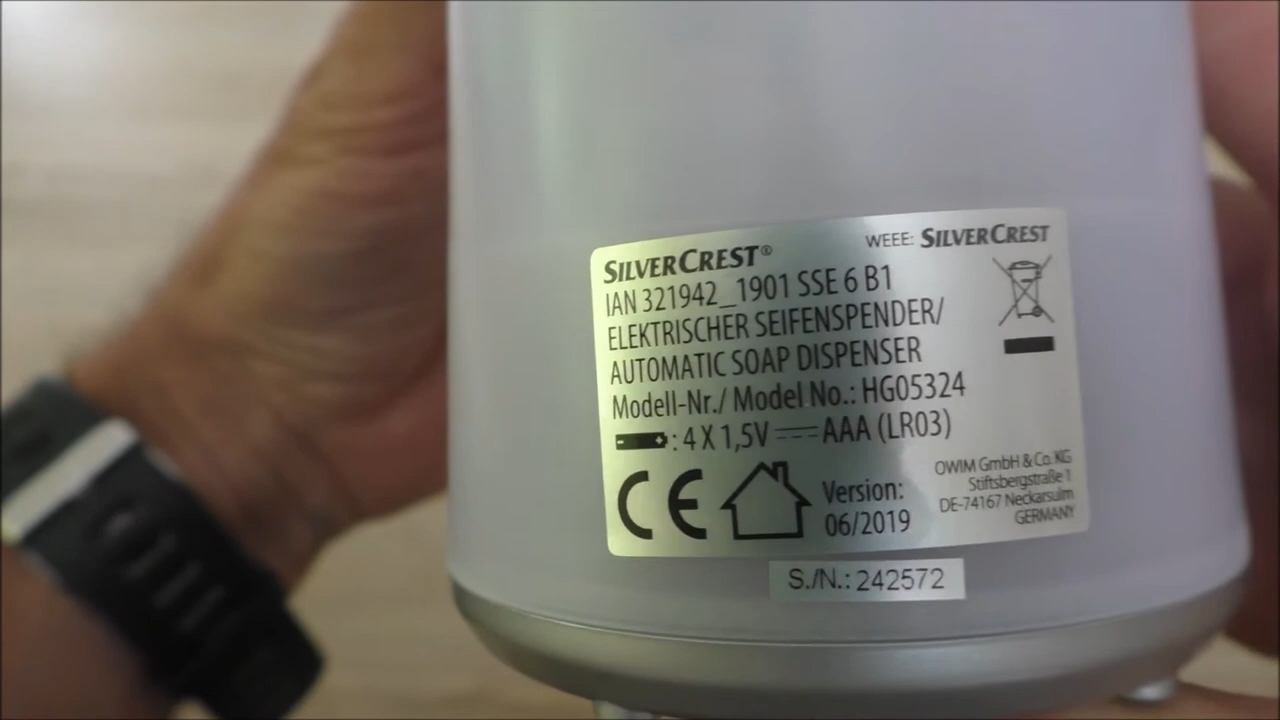 SILVERCREST®
WEEE: SILVERCREST
IAN 321942_1901 SSE 6 B1
ELEKTRISCHER SEIFENSPENDER/
AUTOMATIC SOAP DISPENSER
Modell-Nr./ Model No.: HG05324
: 4 X 1,5V ⎓ AAA (LR03)
CE
Version:
06/2019
OWIM GmbH & Co. KG
Stiftsbergstraße 1
DE-74167 Neckarsulm
GERMANY
S./N.: 242572